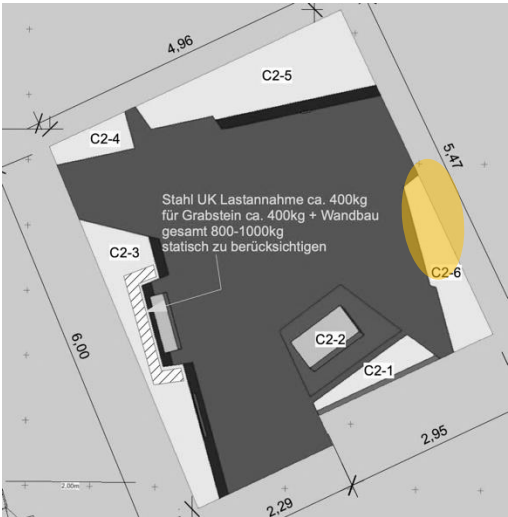 4,96
C2-5
C2-4
5,47
Stahl UK Lastannahme ca. 400kg
für Grabstein ca. 400kg + Wandbau
gesamt 800-1000kg
statisch zu berücksichtigen
C2-3
C2-6
6,00
C2-2
C2-1
2,95
2,00m
2,29